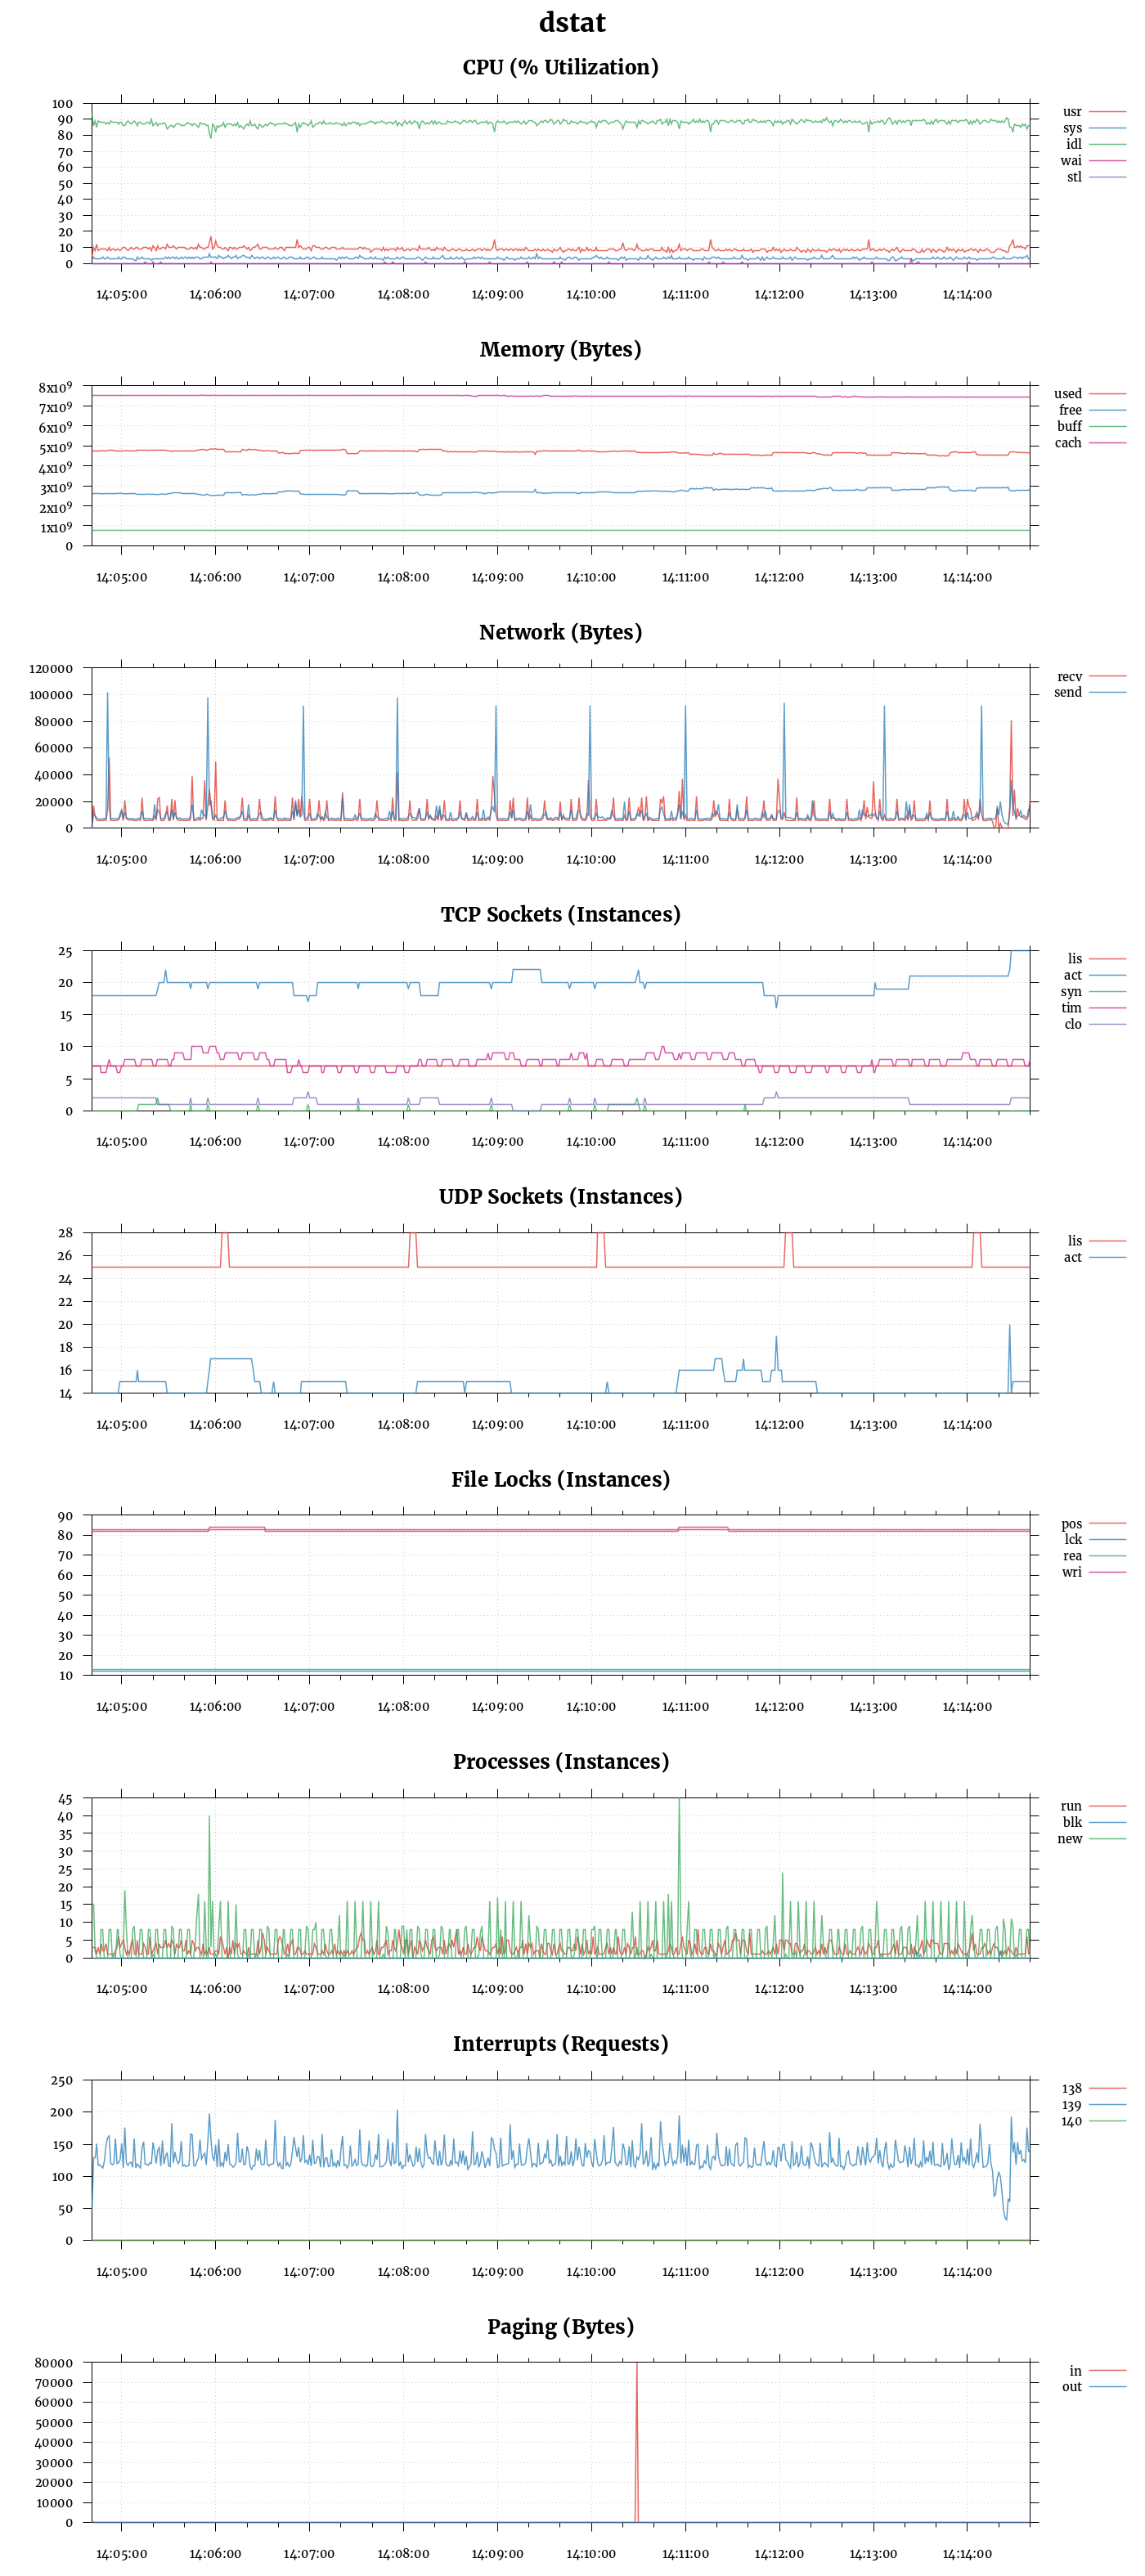 dstat
CPU (% Utilization)
100
90
80
70
60
50
40
30
20
10
0
14:05:00 14:06:00 14:07:00 14:08:00 14:09:00 14:10:00 14:11:00 14:12:00 14:13:00 14:14:00
usr
sys
idl
wai
stl
Memory (Bytes)
8x10⁹
7x10⁹
6x10⁹
5x10⁹
4x10⁹
3x10⁹
2x10⁹
1x10⁹
0
14:05:00 14:06:00 14:07:00 14:08:00 14:09:00 14:10:00 14:11:00 14:12:00 14:13:00 14:14:00
used
free
buff
cach
Network (Bytes)
120000
100000
80000
60000
40000
20000
0
14:05:00 14:06:00 14:07:00 14:08:00 14:09:00 14:10:00 14:11:00 14:12:00 14:13:00 14:14:00
recv
send
TCP Sockets (Instances)
25
20
15
10
5
0
14:05:00 14:06:00 14:07:00 14:08:00 14:09:00 14:10:00 14:11:00 14:12:00 14:13:00 14:14:00
lis
act
syn
tim
clo
UDP Sockets (Instances)
28
26
24
22
20
18
16
14
14:05:00 14:06:00 14:07:00 14:08:00 14:09:00 14:10:00 14:11:00 14:12:00 14:13:00 14:14:00
lis
act
File Locks (Instances)
90
80
70
60
50
40
30
20
10
14:05:00 14:06:00 14:07:00 14:08:00 14:09:00 14:10:00 14:11:00 14:12:00 14:13:00 14:14:00
pos
lck
rea
wri
Processes (Instances)
45
40
35
30
25
20
15
10
5
0
14:05:00 14:06:00 14:07:00 14:08:00 14:09:00 14:10:00 14:11:00 14:12:00 14:13:00 14:14:00
run
blk
new
Interrupts (Requests)
250
200
150
100
50
0
14:05:00 14:06:00 14:07:00 14:08:00 14:09:00 14:10:00 14:11:00 14:12:00 14:13:00 14:14:00
138
139
140
Paging (Bytes)
80000
70000
60000
50000
40000
30000
20000
10000
0
14:05:00 14:06:00 14:07:00 14:08:00 14:09:00 14:10:00 14:11:00 14:12:00 14:13:00 14:14:00
in
out